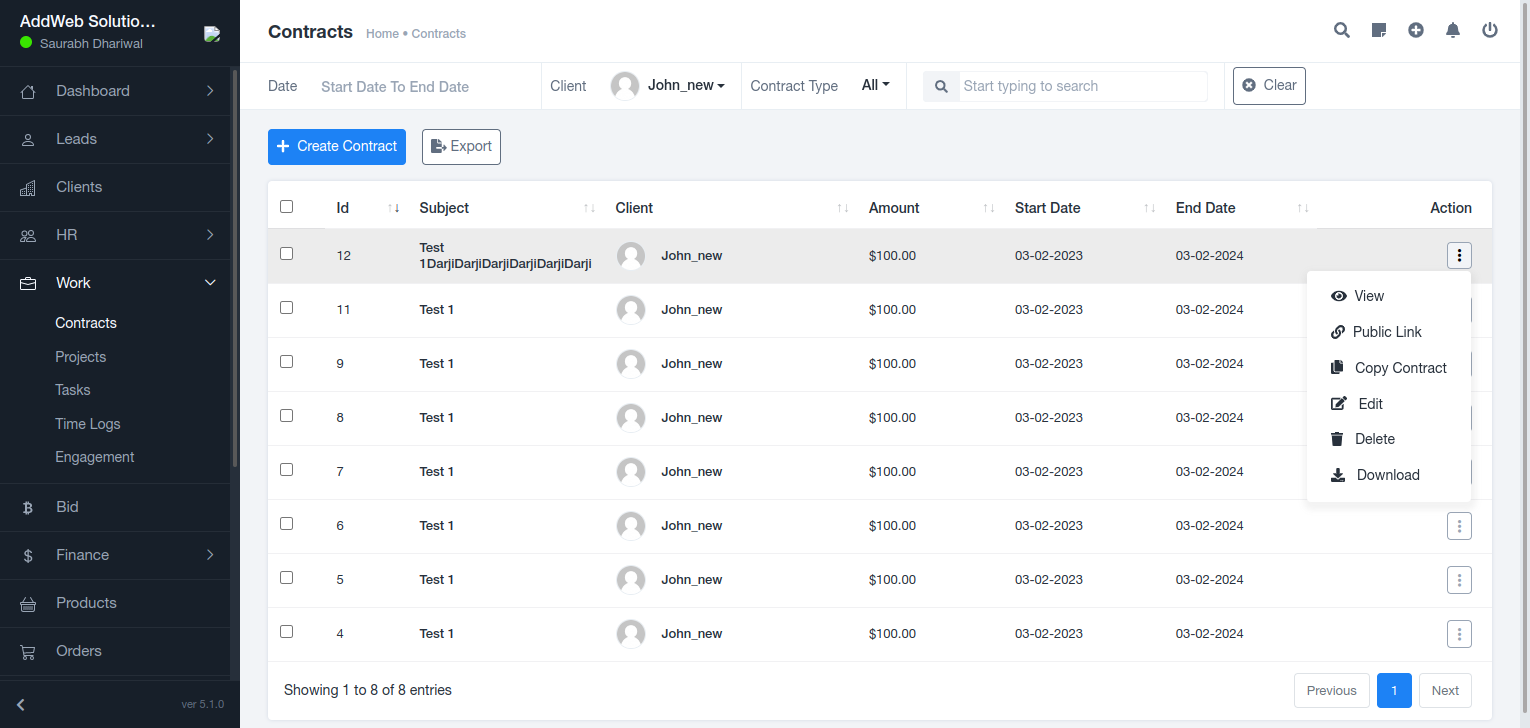 AddWeb Solutio...
Saurabh Dhariwal
Dashboard
Leads
Clients
HR
Work
Contracts
Projects
Tasks
Time Logs
Engagement
Bid
Finance
Products
Orders
ver 5.1.0
Contracts Home • Contracts
Date Start Date To End Date Client John_new Contract Type All Start typing to search Clear
Create Contract Export
Id Subject Client Amount Start Date End Date Action
12 Test 1DarjiDarjiDarjiDarjiDarjiDarji John_new $100.00 03-02-2023 03-02-2024
11 Test 1 John_new $100.00 03-02-2023 03-02-2024
9 Test 1 John_new $100.00 03-02-2023 03-02-2024
8 Test 1 John_new $100.00 03-02-2023 03-02-2024
7 Test 1 John_new $100.00 03-02-2023 03-02-2024
6 Test 1 John_new $100.00 03-02-2023 03-02-2024
5 Test 1 John_new $100.00 03-02-2023 03-02-2024
4 Test 1 John_new $100.00 03-02-2023 03-02-2024
View
Public Link
Copy Contract
Edit
Delete
Download
Showing 1 to 8 of 8 entries Previous 1 Next